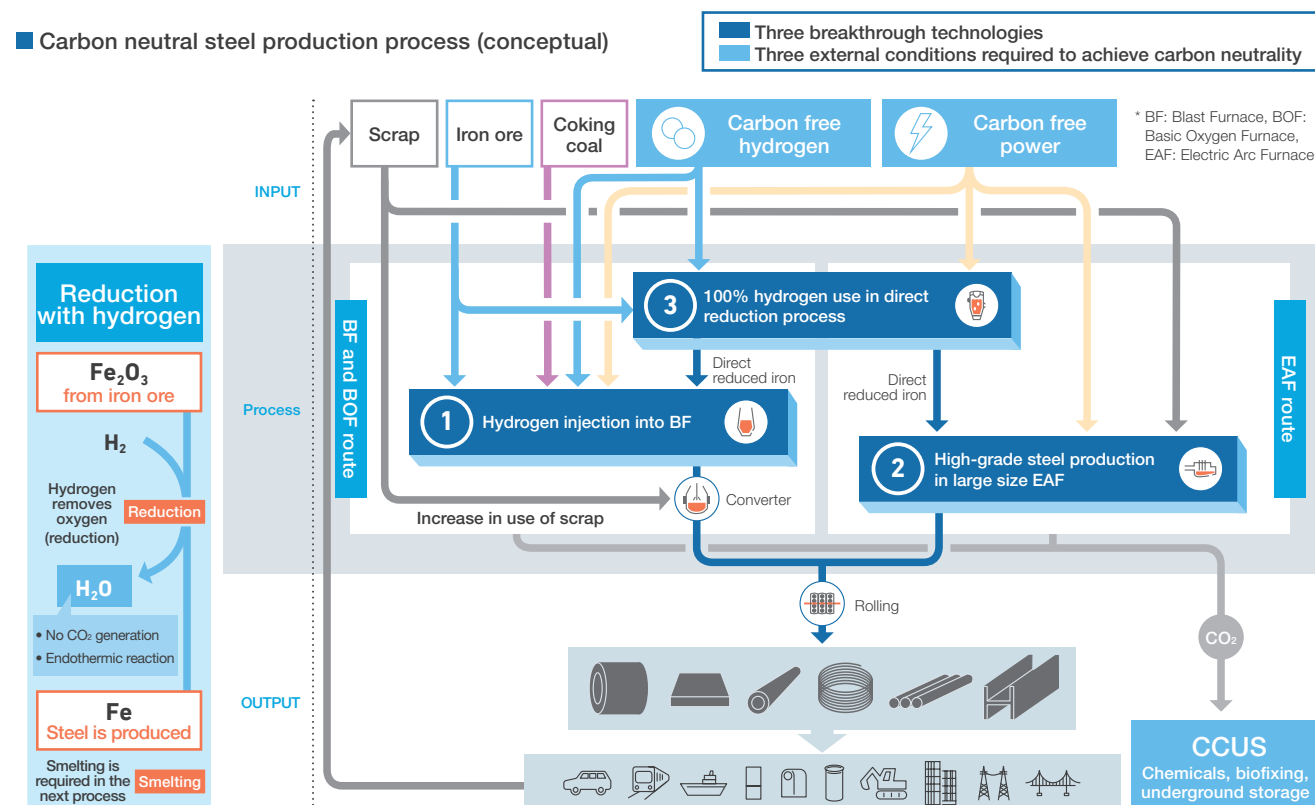 Carbon neutral steel production process (conceptual)
Three breakthrough technologies
Three external conditions required to achieve carbon neutrality
Scrap
Iron ore
Coking
coal
Carbon free
hydrogen
Carbon free
power
* BF: Blast Furnace, BOF:
Basic Oxygen Furnace,
EAF: Electric Arc Furnace
INPUT
Reduction
with hydrogen
Fe₂O₃
from iron ore
H₂
Hydrogen
removes
oxygen
(reduction)
Reduction
H₂O
• No CO₂ generation
• Endothermic reaction
Fe
Steel is produced
Smelting is
required in the
next process
Smelting
Process
BF and BOF route
3
100% hydrogen use in direct
reduction process
EAF route
Direct
reduced iron
Direct
reduced iron
1
Hydrogen injection into BF
2
High-grade steel production
in large size EAF
Converter
Increase in use of scrap
Rolling
CO₂
OUTPUT
CCUS
Chemicals, biofixing,
underground storage